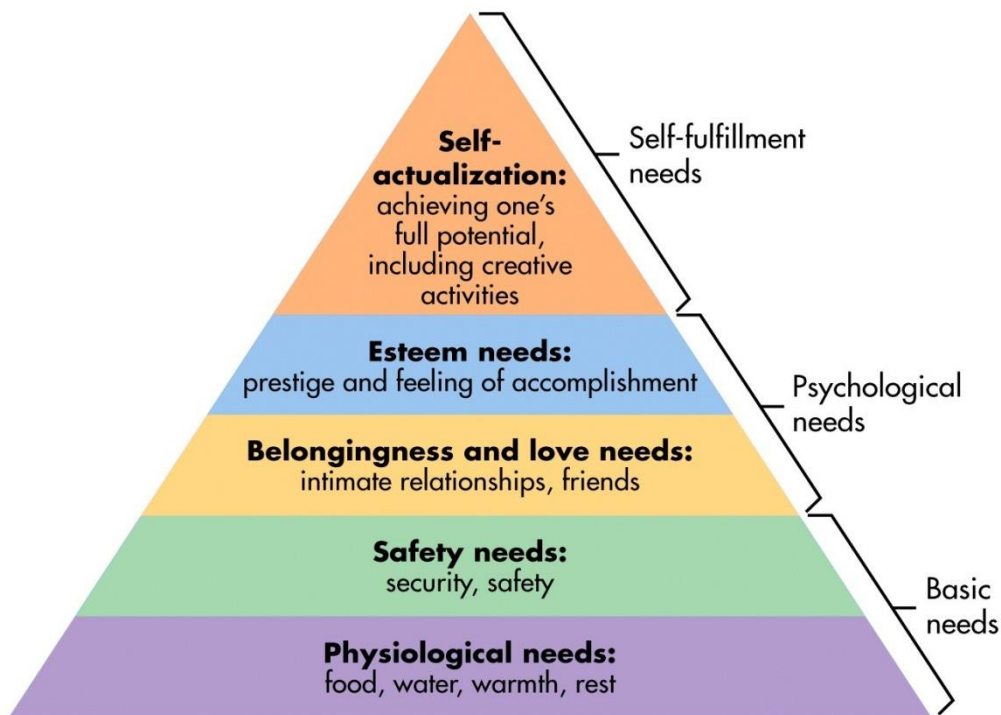 Self-
actualization:
achieving one's
full potential,
including creative
activities
Self-fulfillment
needs
Esteem needs:
prestige and feeling of accomplishment
Psychological
needs
Belongingness and love needs:
intimate relationships, friends
Safety needs:
security, safety
Basic
needs
Physiological needs:
food, water, warmth, rest